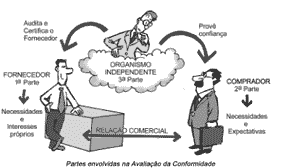 Audita e
Certifica o
Fornecedor
Provê
confiança
ORGANISMO
INDEPENDENTE
3ª Parte
FORNECEDOR
1ª Parte
COMPRADOR
2ª Parte
Necessidades
e
Interesses
próprios
RELAÇÃO COMERCIAL
Necessidades
e
Expectativas
Partes envolvidas na Avaliação da Conformidade